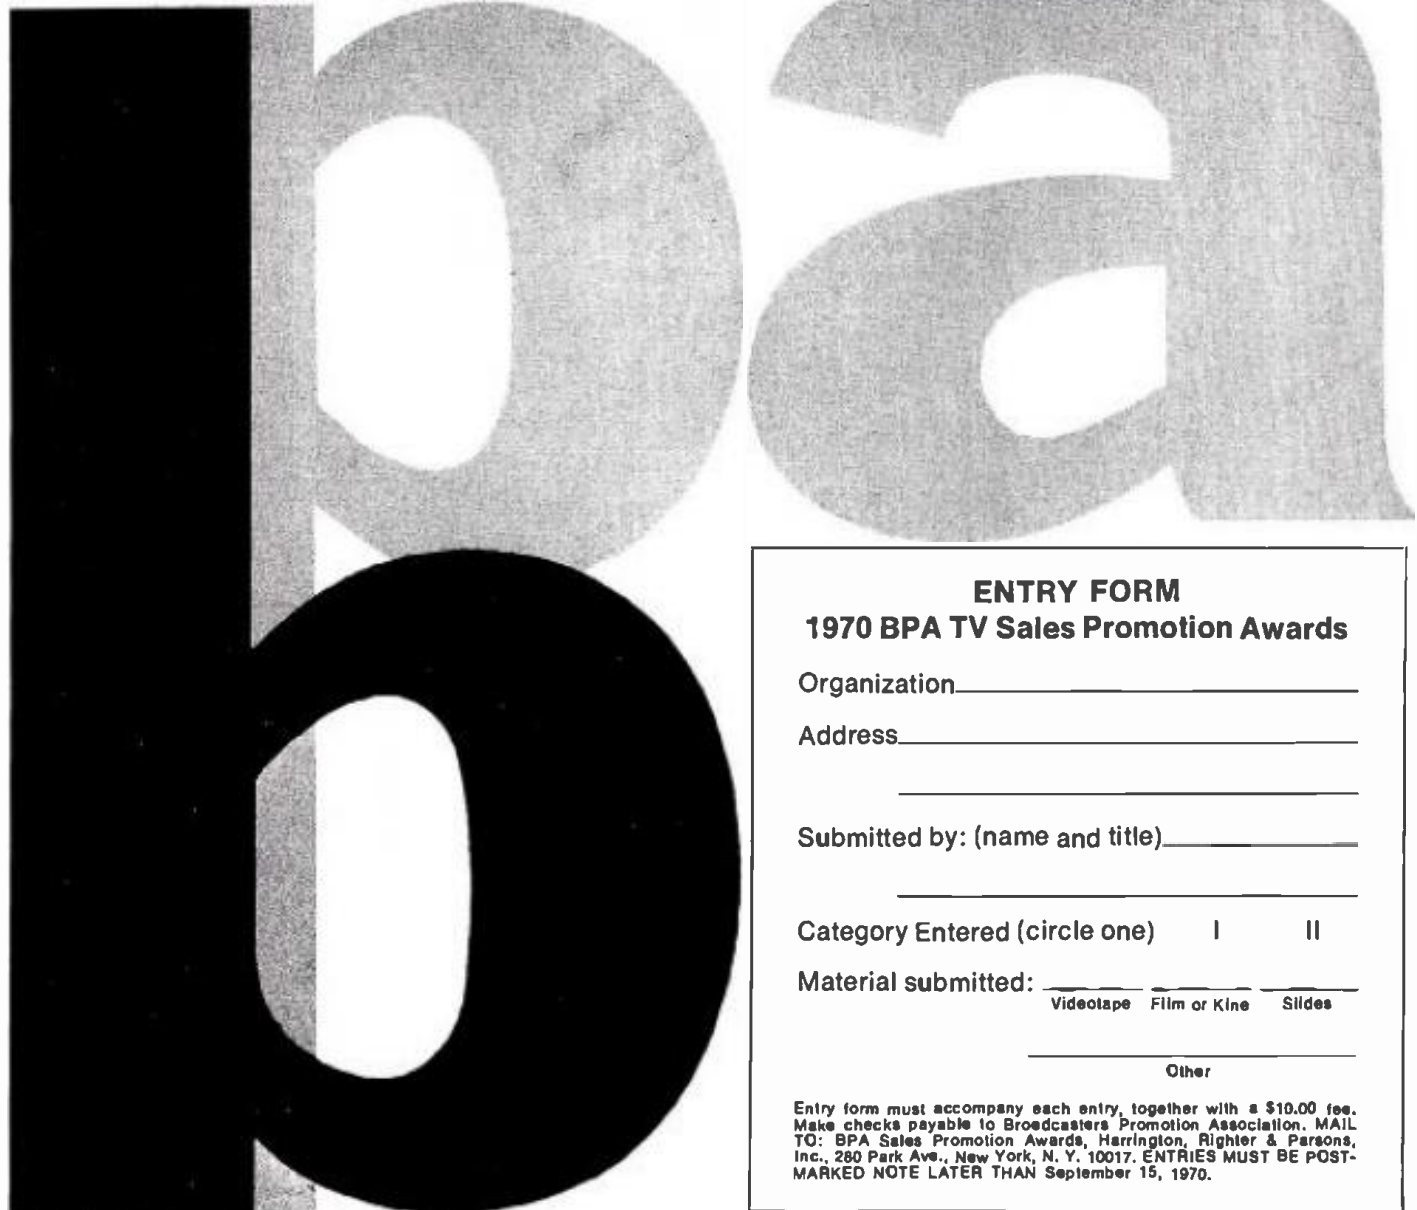 bpa
ENTRY FORM
1970 BPA TV Sales Promotion Awards
Organization
Address
Submitted by: (name and title)
Category Entered (circle one) I II
Material submitted:
Videotape Film or Kine Slides
Other
Entry form must accompany each entry, together with a $10.00 fee.
Make checks payable to Broadcasters Promotion Association. MAIL
TO: BPA Sales Promotion Awards, Harrington, Righter & Parsons,
Inc., 280 Park Ave., New York, N. Y. 10017. ENTRIES MUST BE POST-
MARKED NOTE LATER THAN September 15, 1970.